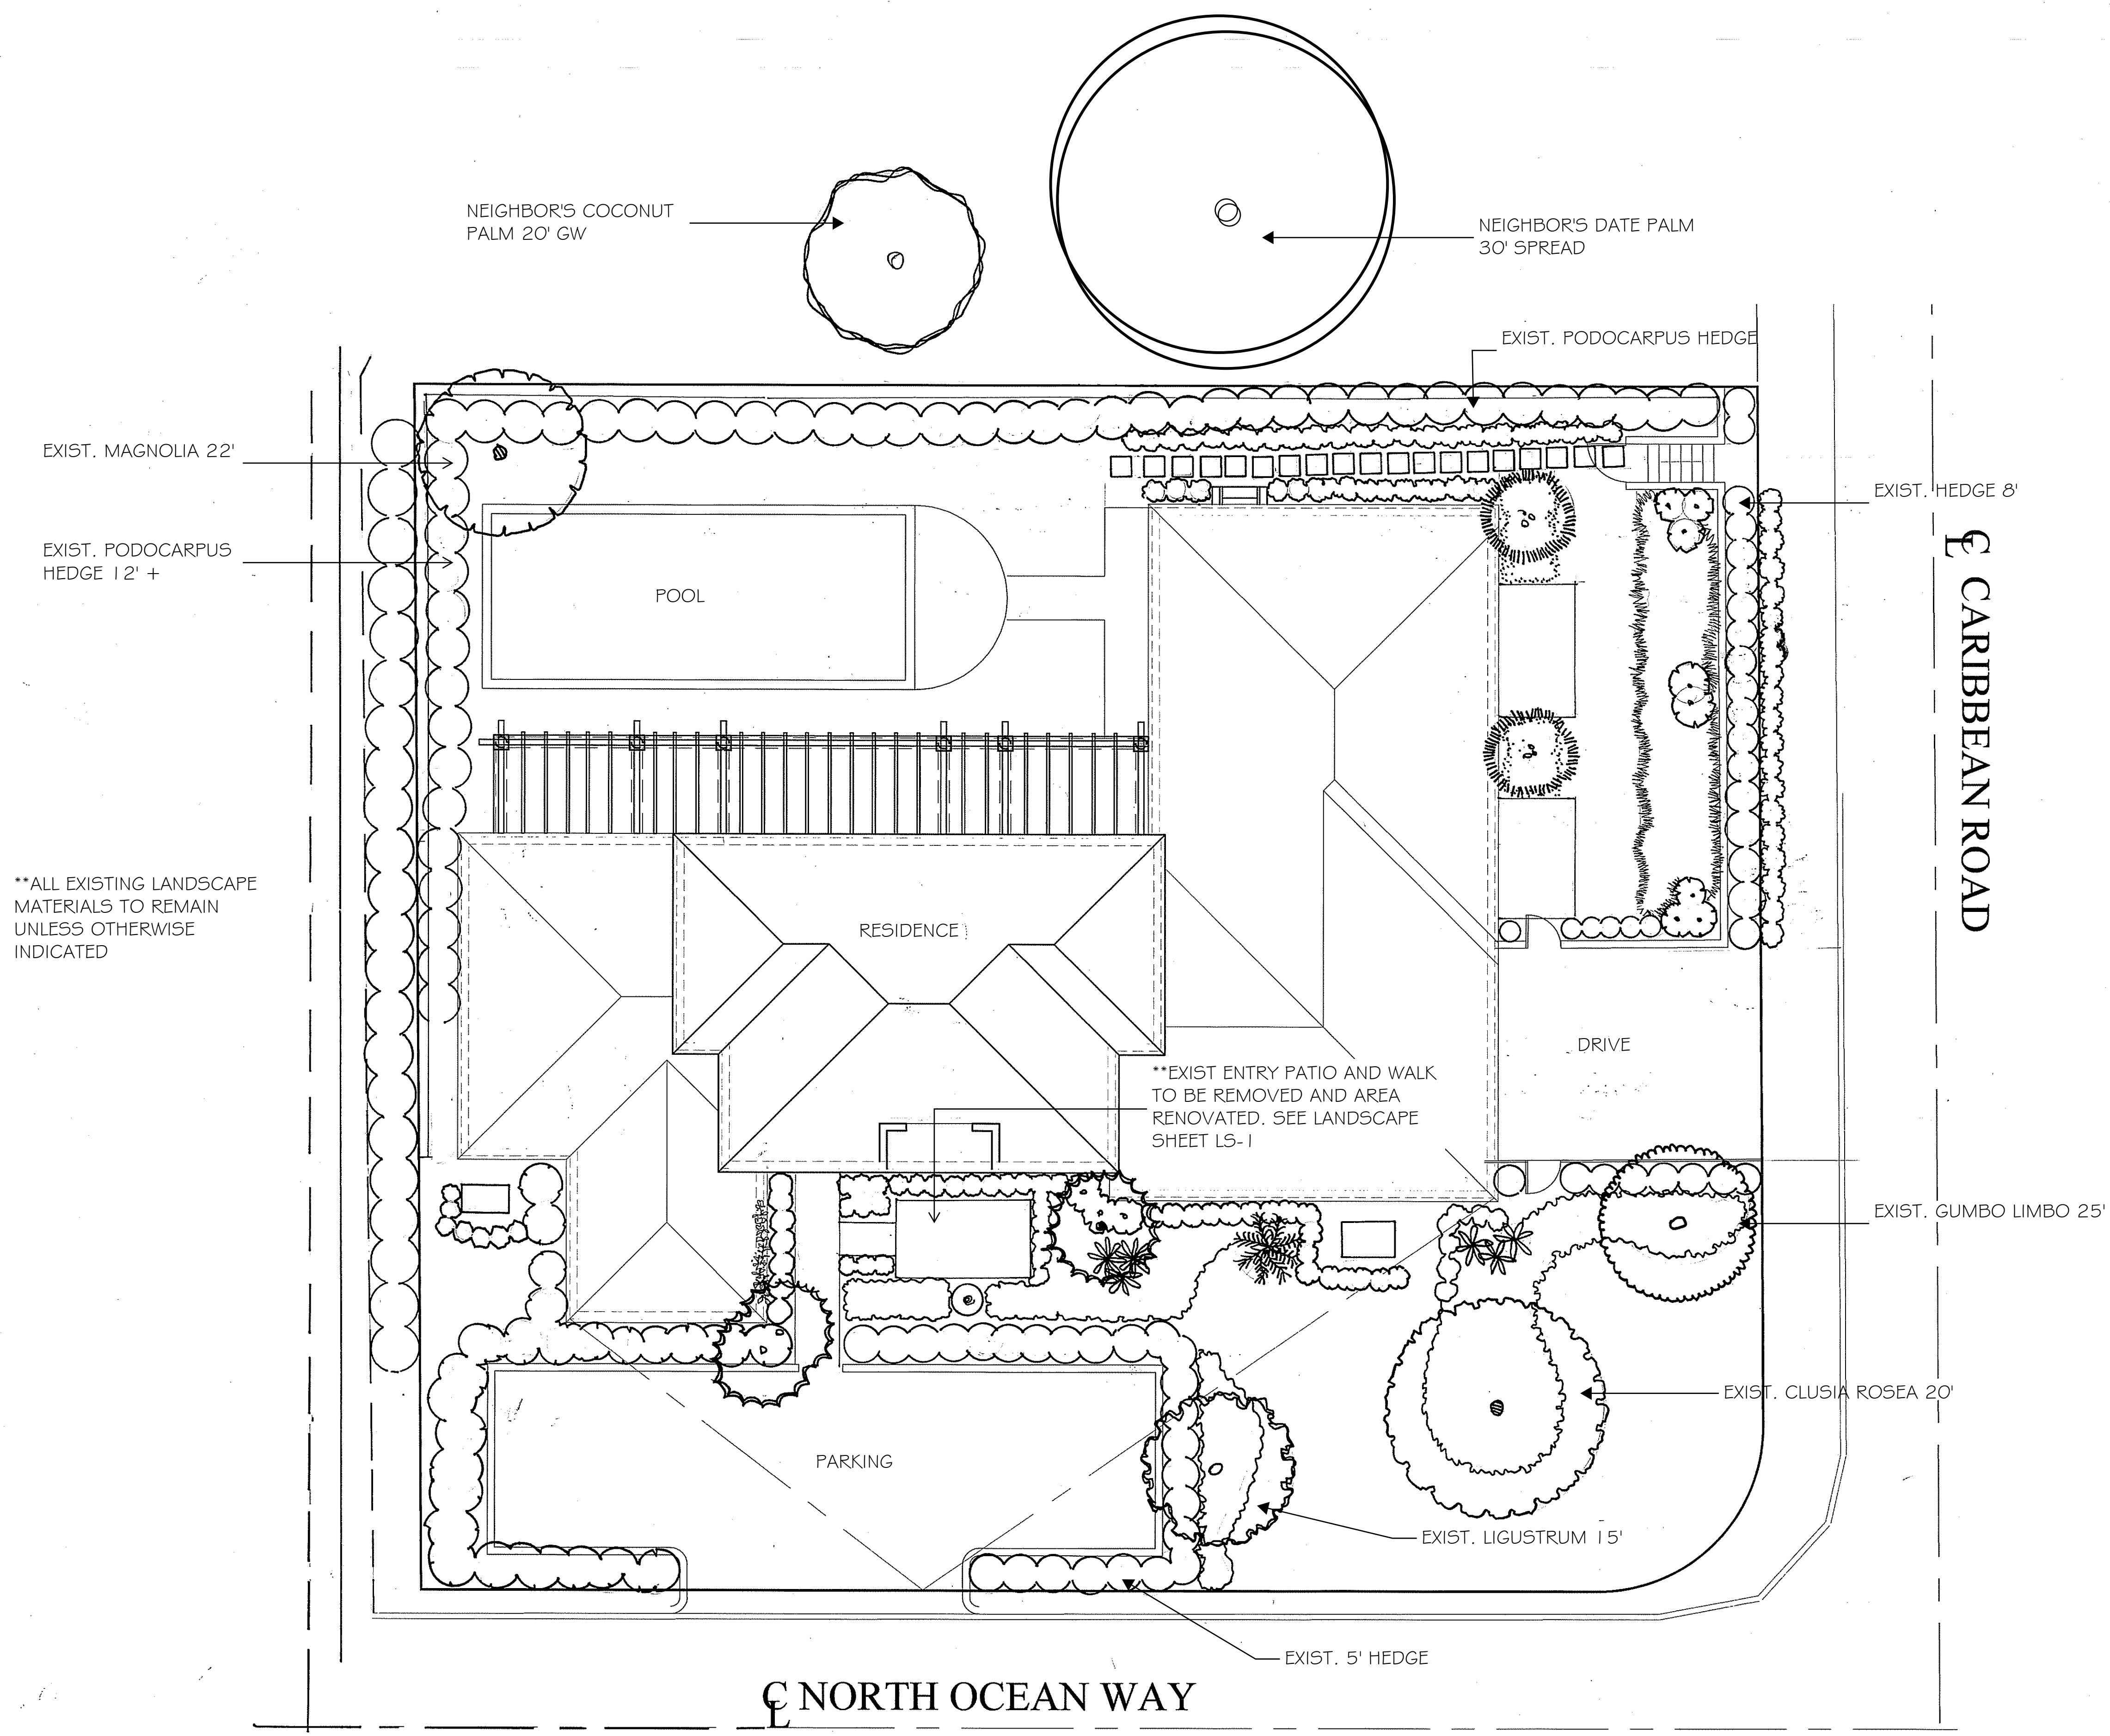 NEIGHBOR'S COCONUT
PALM 20' GW
NEIGHBOR'S DATE PALM
30' SPREAD
EXIST. PODOCARPUS HEDGE
EXIST. MAGNOLIA 22'
EXIST. HEDGE 8'
EXIST. PODOCARPUS
HEDGE 12' +
POOL
CL CARIBBEAN ROAD
**ALL EXISTING LANDSCAPE
MATERIALS TO REMAIN
UNLESS OTHERWISE
INDICATED
RESIDENCE
DRIVE
**EXIST ENTRY PATIO AND WALK
TO BE REMOVED AND AREA
RENOVATED. SEE LANDSCAPE
SHEET LS-1
EXIST. GUMBO LIMBO 25'
EXIST. CLUSIA ROSEA 20'
PARKING
EXIST. LIGUSTRUM 15'
EXIST. 5' HEDGE
CL NORTH OCEAN WAY